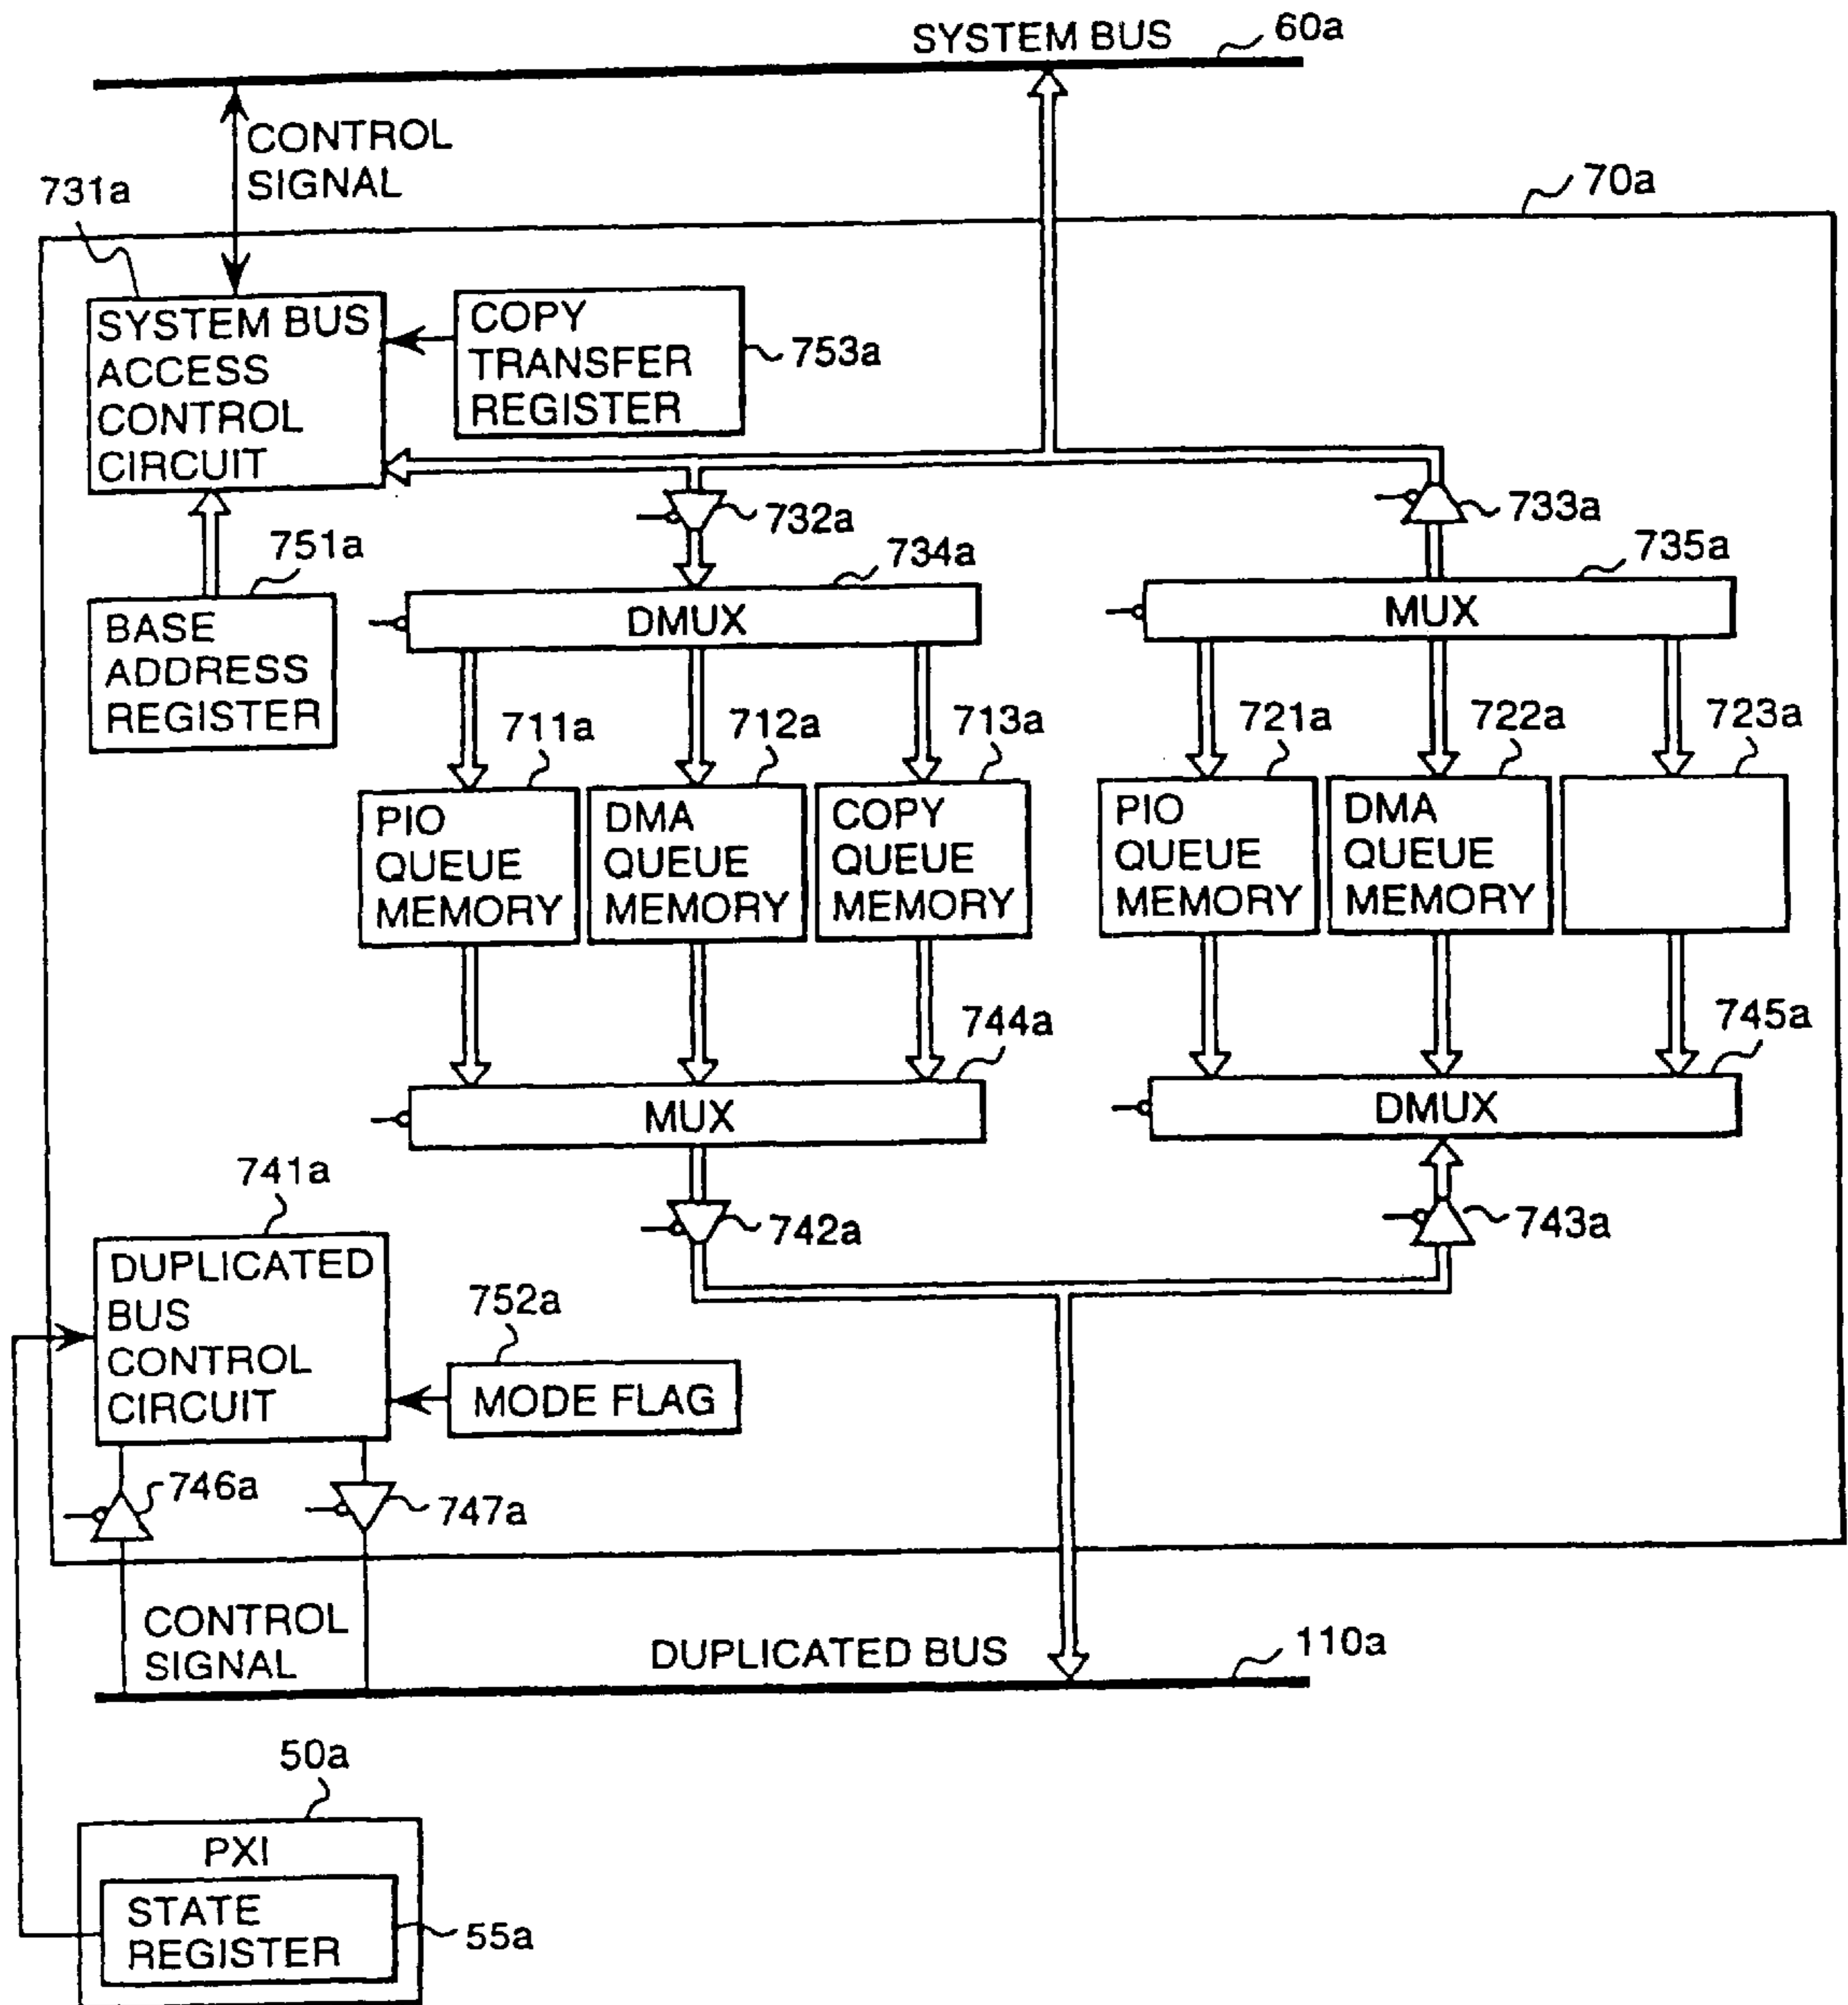 SYSTEM BUS
60a
CONTROL
SIGNAL
731a
70a
SYSTEM BUS
ACCESS
CONTROL
CIRCUIT
COPY
TRANSFER
REGISTER
753a
732a
733a
751a
734a
735a
BASE
ADDRESS
REGISTER
DMUX
MUX
711a
712a
713a
721a
722a
723a
PIO
QUEUE
MEMORY
DMA
QUEUE
MEMORY
COPY
QUEUE
MEMORY
PIO
QUEUE
MEMORY
DMA
QUEUE
MEMORY
744a
745a
MUX
DMUX
741a
742a
743a
DUPLICATED
BUS
CONTROL
CIRCUIT
752a
MODE FLAG
746a
747a
CONTROL
SIGNAL
DUPLICATED BUS
110a
50a
PXI
STATE
REGISTER
55a